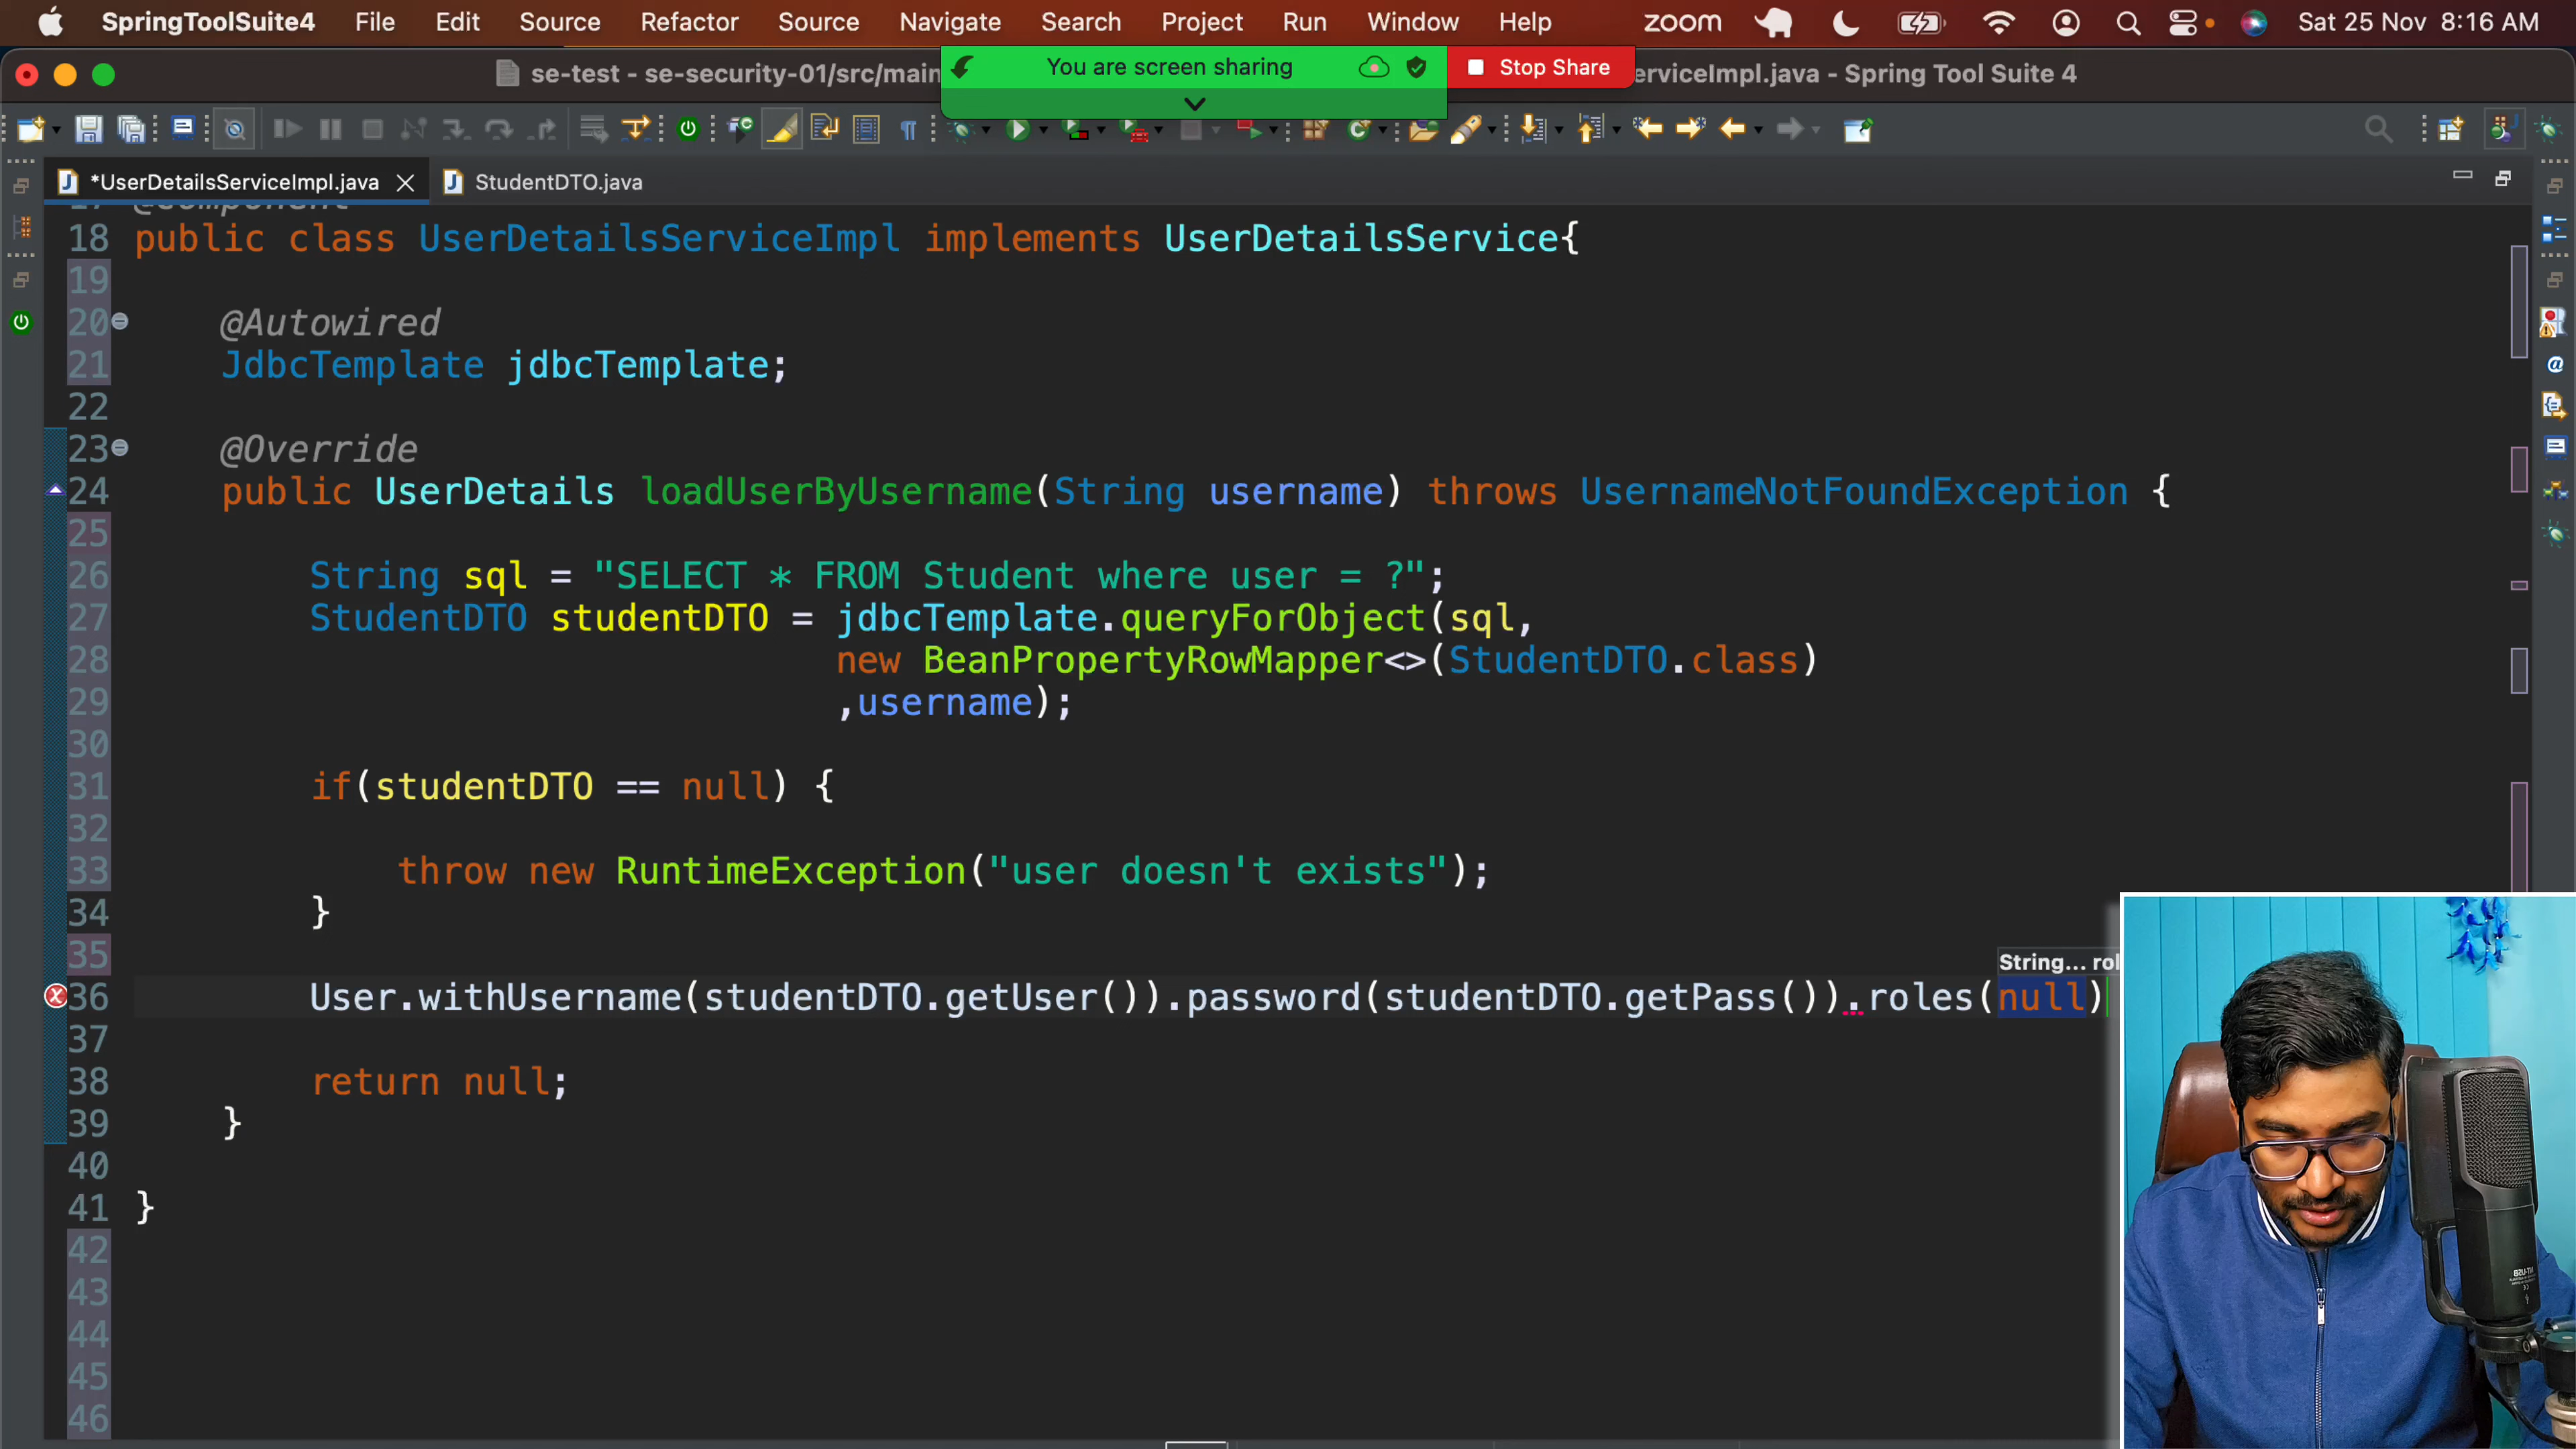 SpringToolSuite4 File Edit Source Refactor Source Navigate Search Project Run Window Help zoom Sat 25 Nov 8:16 AM
se-test - se-security-01/src/main
You are screen sharing
Stop Share
erviceImpl.java - Spring Tool Suite 4
*UserDetailsServiceImpl.java
StudentDTO.java
18 public class UserDetailsServiceImpl implements UserDetailsService{
19
20 @Autowired
21 JdbcTemplate jdbcTemplate;
22
23 @Override
24 public UserDetails loadUserByUsername(String username) throws UsernameNotFoundException {
25
26 String sql = "SELECT * FROM Student where user = ?";
27 StudentDTO studentDTO = jdbcTemplate.queryForObject(sql,
28 new BeanPropertyRowMapper<>(StudentDTO.class)
29 ,username);
30
31 if(studentDTO == null) {
32
33 throw new RuntimeException("user doesn't exists");
34 }
35
String... rol
36 User.withUsername(studentDTO.getUser()).password(studentDTO.getPass()).roles(null)
37
38 return null;
39 }
40
41 }
42
43
44
45
46